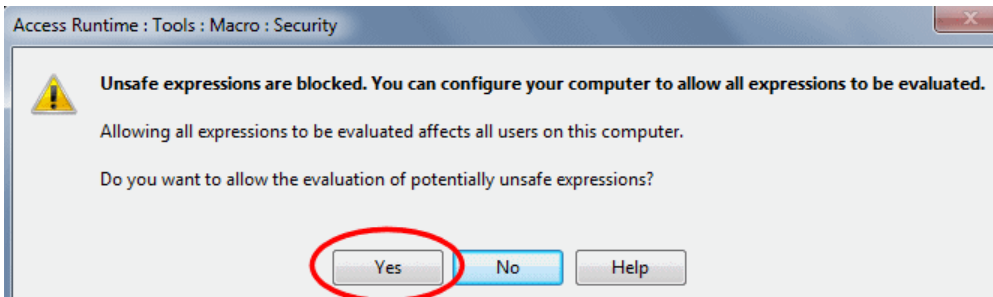 Access Runtime : Tools : Macro : Security
Unsafe expressions are blocked. You can configure your computer to allow all expressions to be evaluated.
Allowing all expressions to be evaluated affects all users on this computer.
Do you want to allow the evaluation of potentially unsafe expressions?
Yes No Help